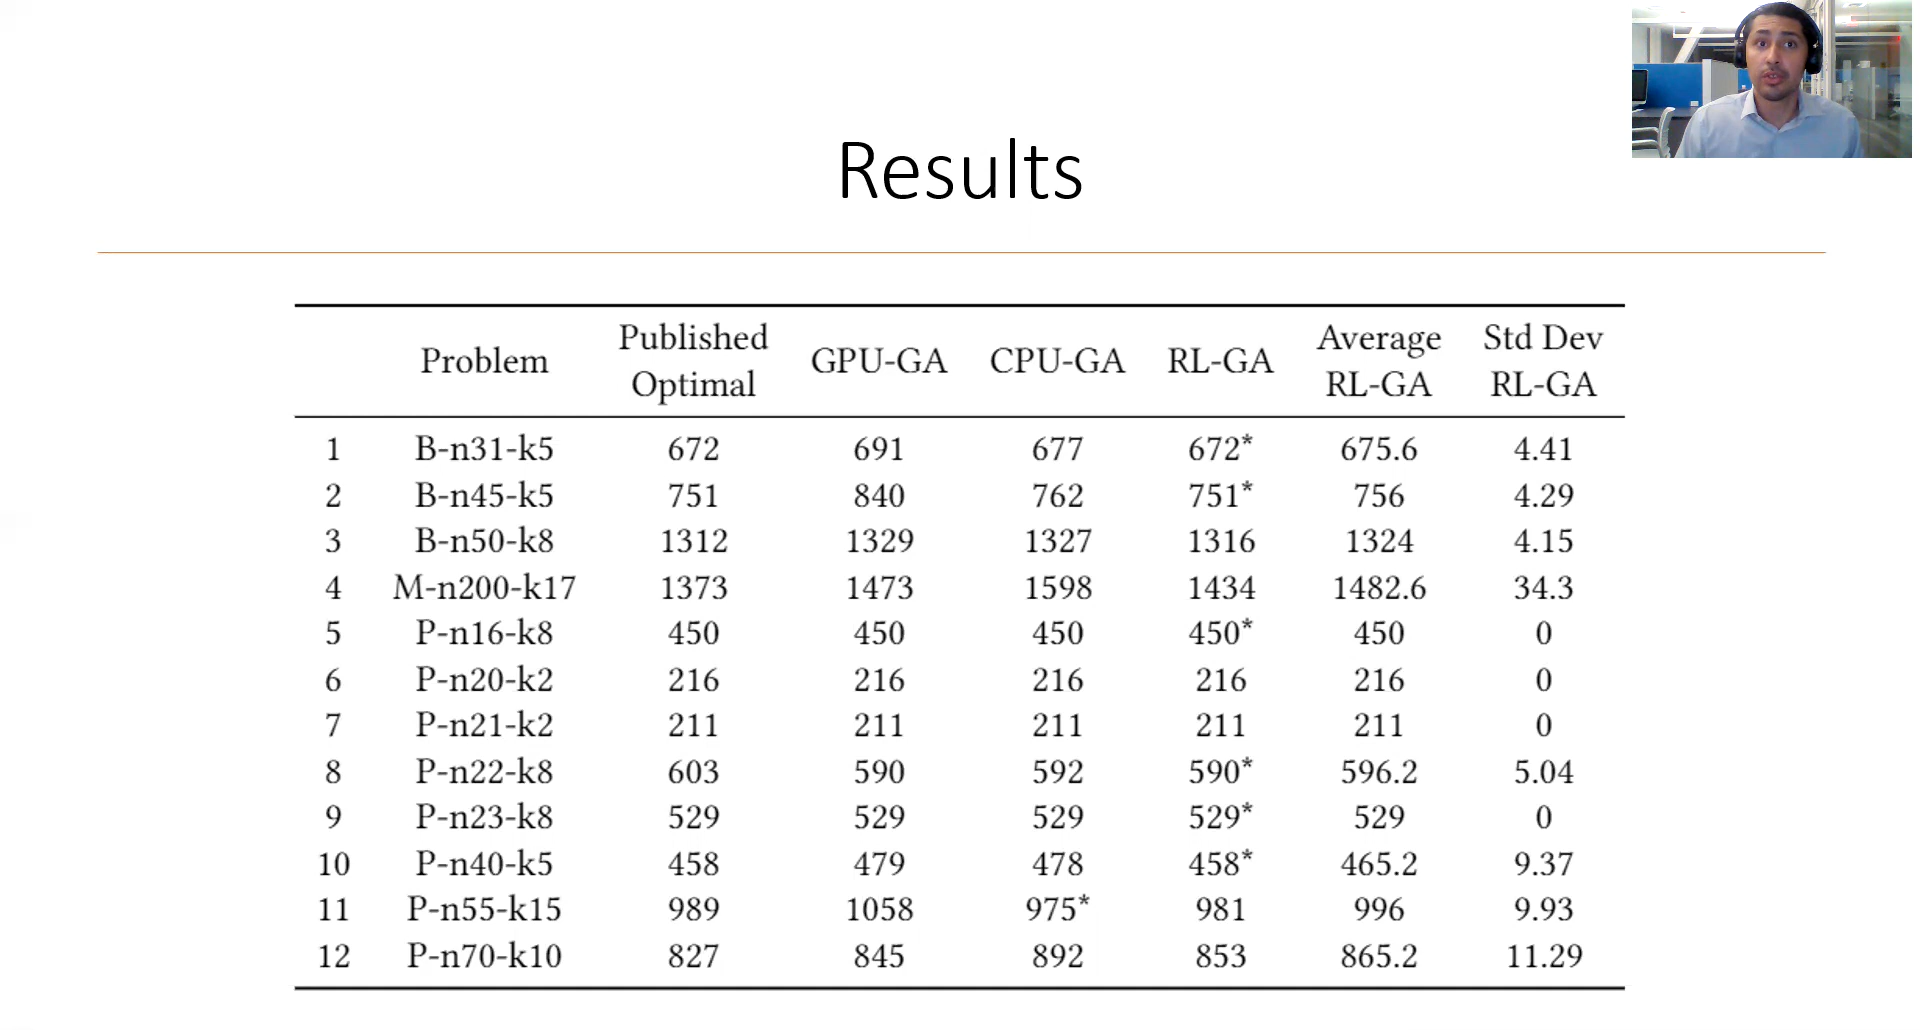 Results
Problem Published Optimal GPU-GA CPU-GA RL-GA Average RL-GA Std Dev RL-GA
1 B-n31-k5 672 691 677 672* 675.6 4.41
2 B-n45-k5 751 840 762 751* 756 4.29
3 B-n50-k8 1312 1329 1327 1316 1324 4.15
4 M-n200-k17 1373 1473 1598 1434 1482.6 34.3
5 P-n16-k8 450 450 450 450* 450 0
6 P-n20-k2 216 216 216 216 216 0
7 P-n21-k2 211 211 211 211 211 0
8 P-n22-k8 603 590 592 590* 596.2 5.04
9 P-n23-k8 529 529 529 529* 529 0
10 P-n40-k5 458 479 478 458* 465.2 9.37
11 P-n55-k15 989 1058 975* 981 996 9.93
12 P-n70-k10 827 845 892 853 865.2 11.29